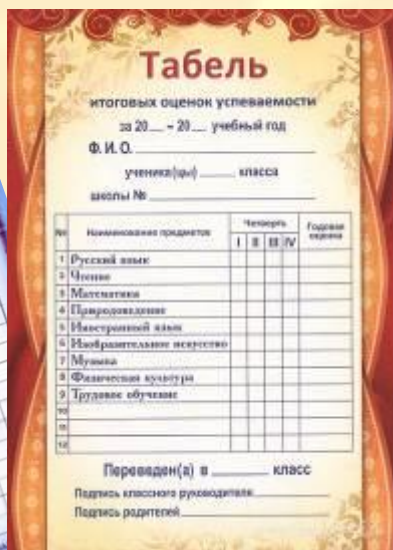 Табель
итоговых оценок успеваемости
за 20__ - 20__ учебный год
Ф. И. О.
ученика(цы) ______ класса
школы № ______
№ Наименование предметов Четверть Годовая оценка
I II III IV
1 Русский язык
2 Чтение
3 Математика
4 Природоведение
5 Иностранный язык
6 Изобразительное искусство
7 Музыка
8 Физическая культура
9 Трудовое обучение
10
11
12
Переведен(а) в ______ класс
Подпись классного руководителя
Подпись родителей